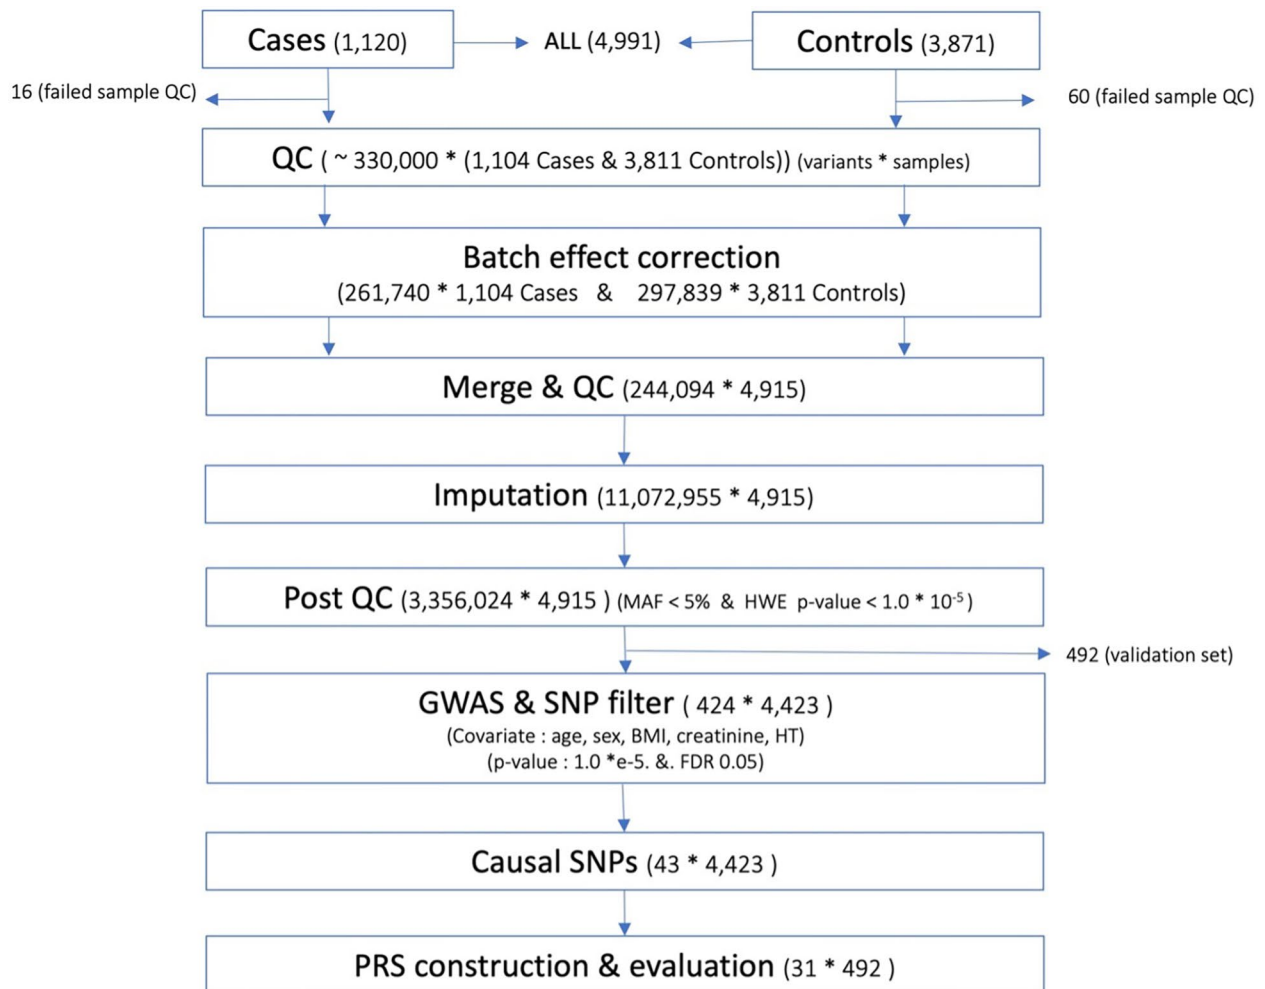 Cases (1,120)
ALL (4,991)
Controls (3,871)
16 (failed sample QC)
60 (failed sample QC)
QC ( ~ 330,000 * (1,104 Cases & 3,811 Controls)) (variants * samples)
Batch effect correction
(261,740 * 1,104 Cases & 297,839 * 3,811 Controls)
Merge & QC (244,094 * 4,915)
Imputation (11,072,955 * 4,915)
Post QC (3,356,024 * 4,915 ) (MAF < 5% & HWE p-value < 1.0 * 10⁻⁵ )
492 (validation set)
GWAS & SNP filter ( 424 * 4,423 )
(Covariate : age, sex, BMI, creatinine, HT)
(p-value : 1.0 *e-5. &. FDR 0.05)
Causal SNPs (43 * 4,423 )
PRS construction & evaluation (31 * 492 )